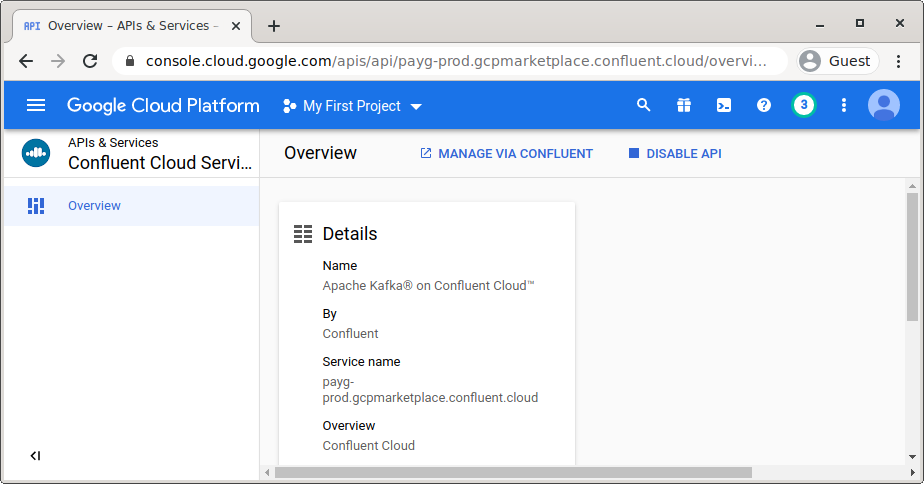 API Overview – APIs & Services –
console.cloud.google.com/apis/api/payg-prod.gcpmarketplace.confluent.cloud/overvi...
Guest
Google Cloud Platform
My First Project
3
APIs & Services
Confluent Cloud Servi...
Overview
MANAGE VIA CONFLUENT
DISABLE API
Overview
Details
Name
Apache Kafka® on Confluent Cloud™
By
Confluent
Service name
payg-
prod.gcpmarketplace.confluent.cloud
Overview
Confluent Cloud